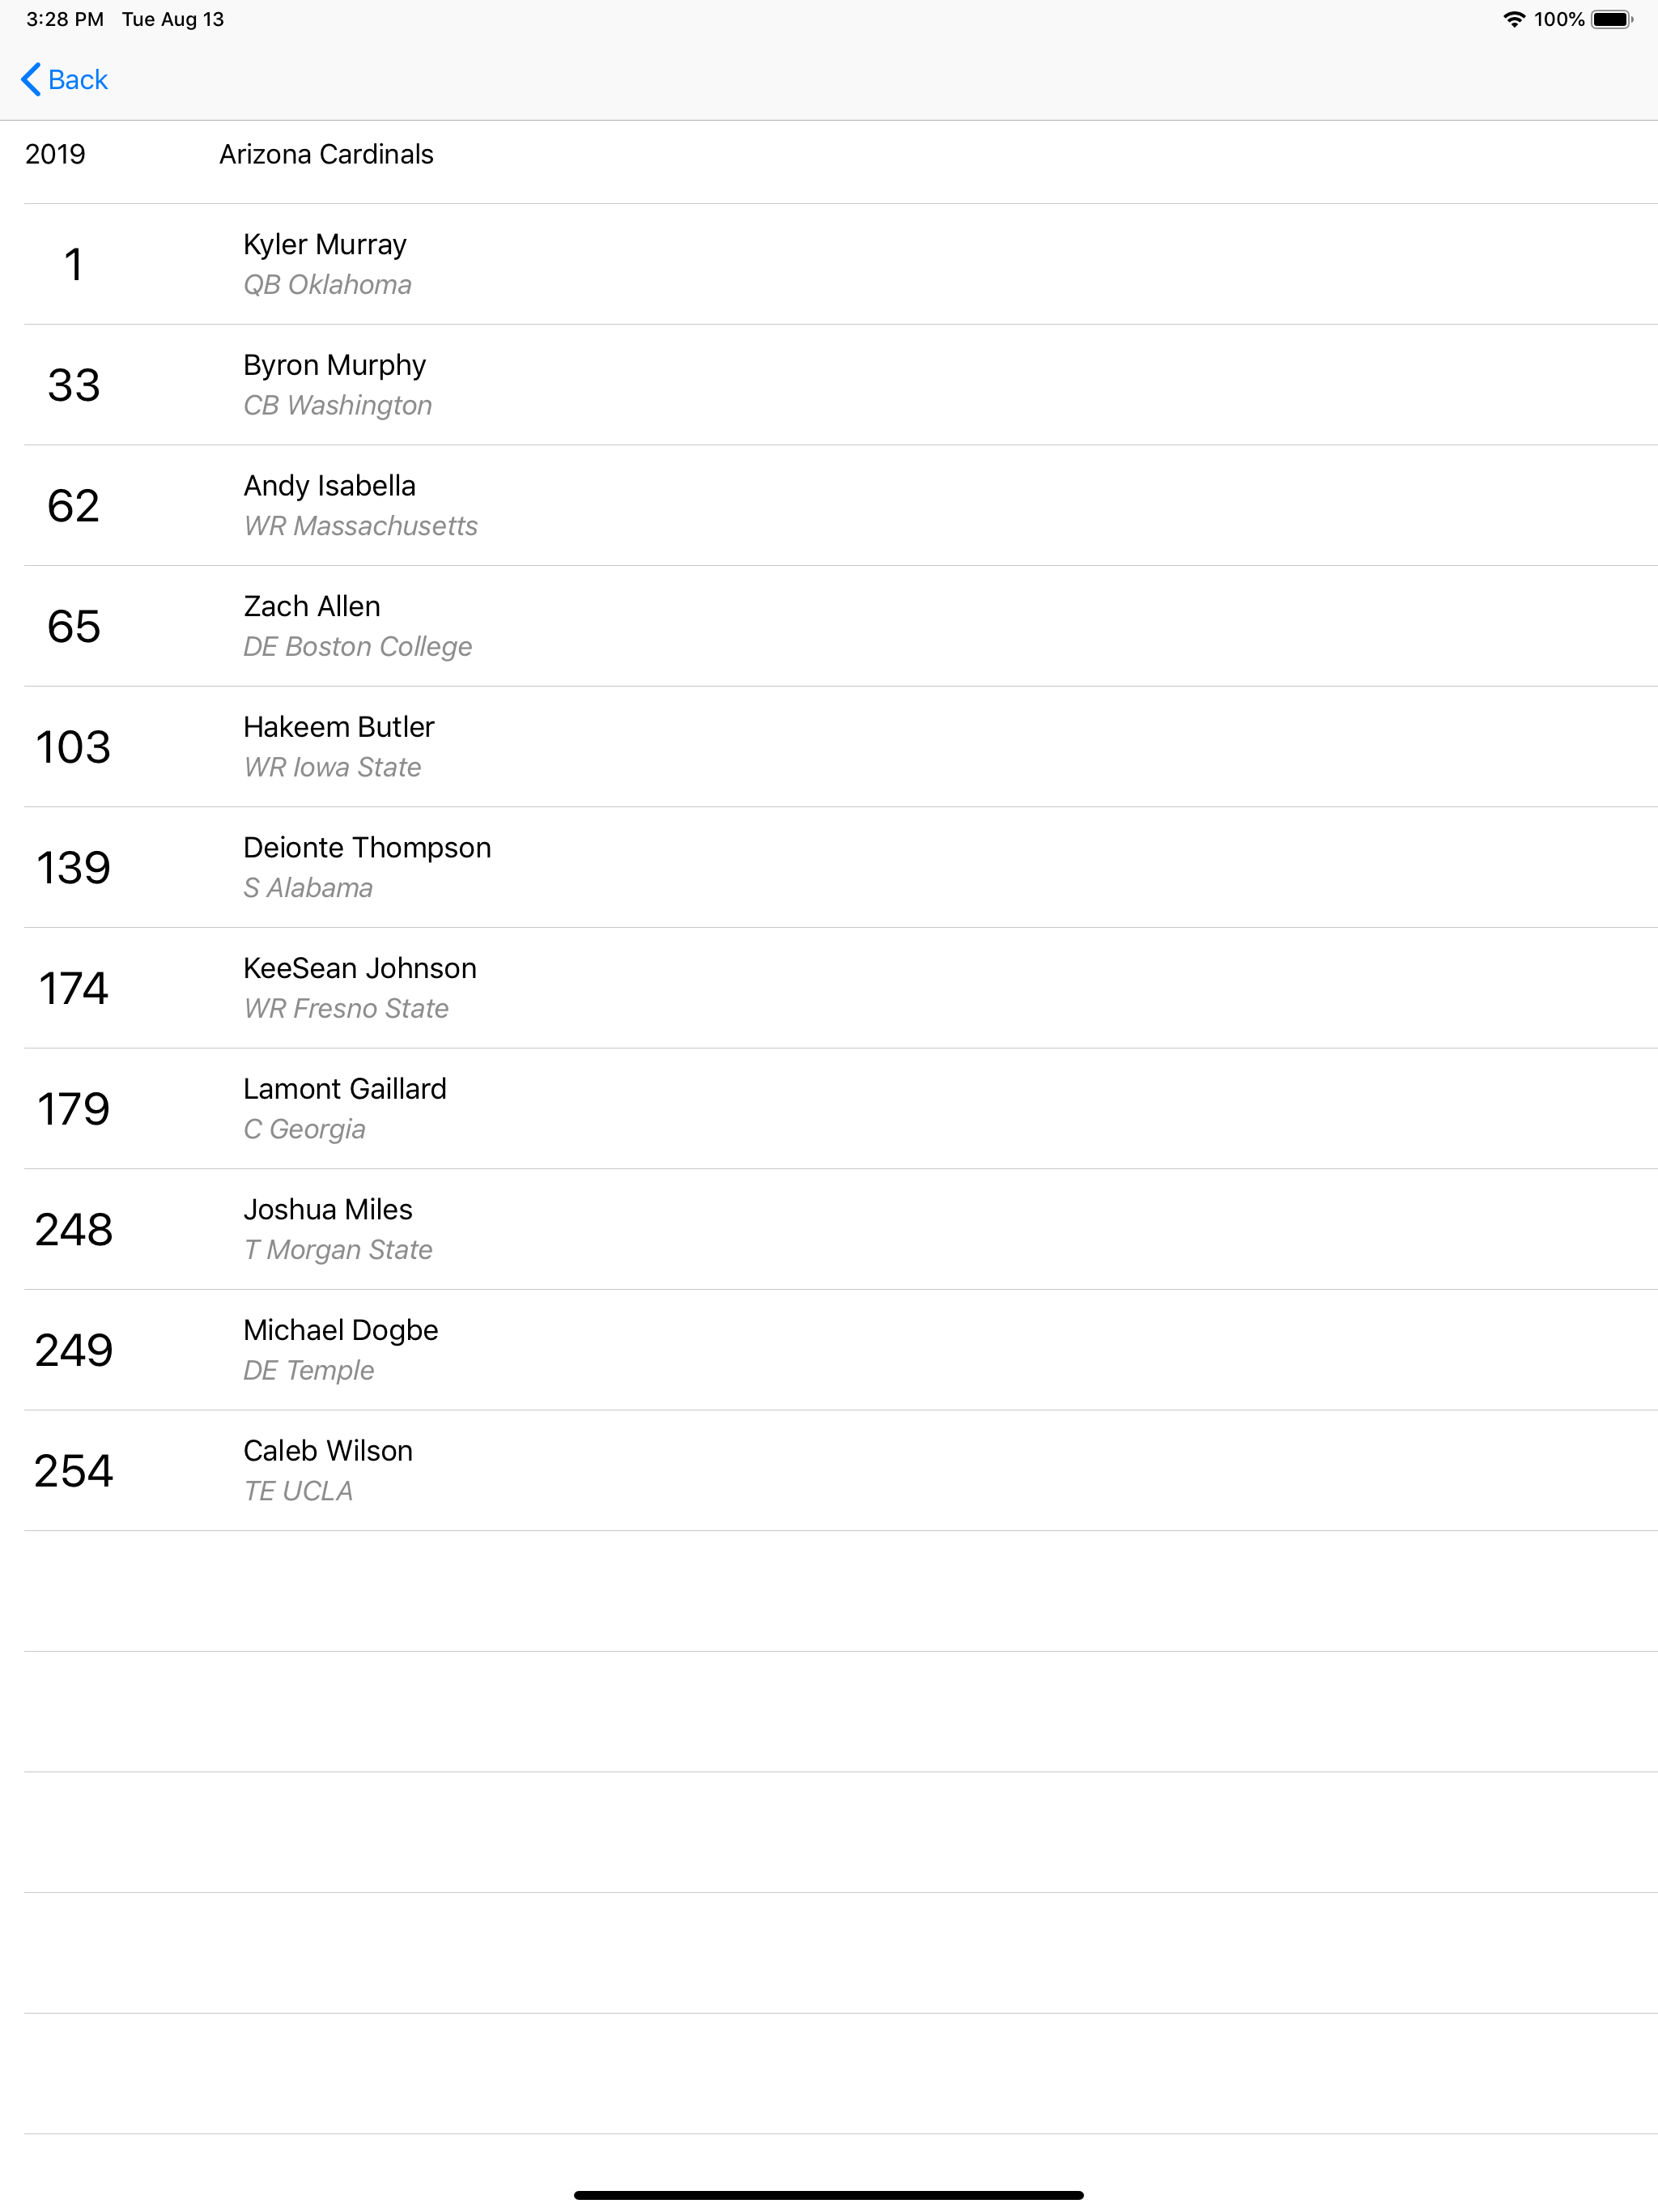 3:28 PM Tue Aug 13 100%
Back
2019 Arizona Cardinals
1 Kyler Murray
QB Oklahoma
33 Byron Murphy
CB Washington
62 Andy Isabella
WR Massachusetts
65 Zach Allen
DE Boston College
103 Hakeem Butler
WR Iowa State
139 Deionte Thompson
S Alabama
174 KeeSean Johnson
WR Fresno State
179 Lamont Gaillard
C Georgia
248 Joshua Miles
T Morgan State
249 Michael Dogbe
DE Temple
254 Caleb Wilson
TE UCLA